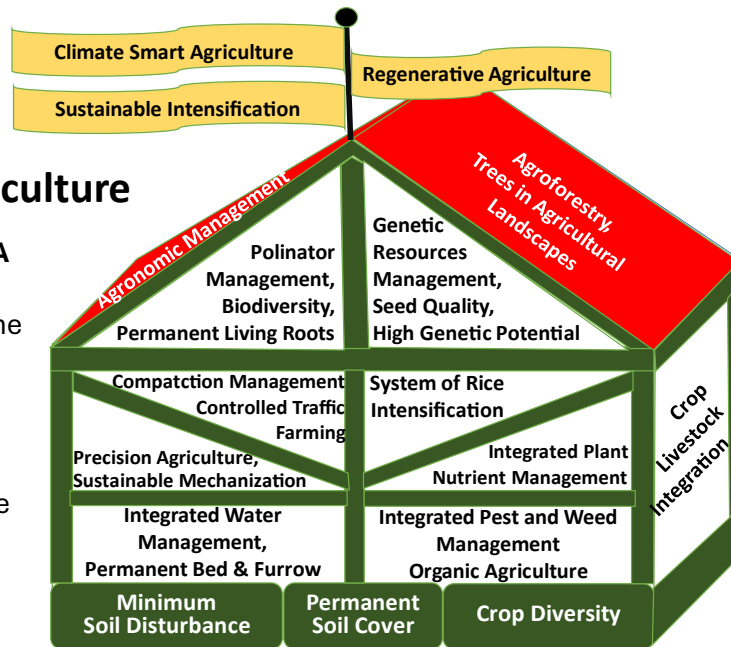 Climate Smart Agriculture
Regenerative Agriculture
Sustainable Intensification
culture
A
ne
e
Agronomic Management
Agroforestry,
Trees in Agricultural
Landscapes
Polinator
Management,
Biodiversity,
Permanent Living Roots
Genetic
Resources
Management,
Seed Quality,
High Genetic Potential
Compatction Management
Controlled Traffic
Farming
System of Rice
Intensification
Precision Agriculture,
Sustainable Mechanization
Integrated Plant
Nutrient Management
Crop
Livestock
Integration
Integrated Water
Management,
Permanent Bed & Furrow
Integrated Pest and Weed
Management
Organic Agriculture
Minimum
Soil Disturbance
Permanent
Soil Cover
Crop Diversity